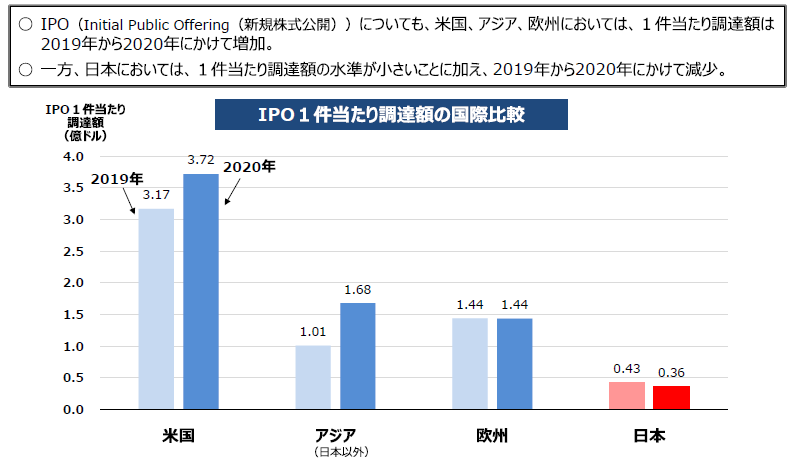 ○ IPO（Initial Public Offering（新規株式公開））についても、米国、アジア、欧州においては、１件当たり調達額は
2019年から2020年にかけて増加。
○ 一方、日本においては、１件当たり調達額の水準が小さいことに加え、2019年から2020年にかけて減少。
IPO１件当たり調達額の国際比較
IPO１件当たり
調達額
（億ドル）
4.0
3.5
3.0
2.5
2.0
1.5
1.0
0.5
0.0
2019年
2020年
3.17
3.72
1.01
1.68
1.44
1.44
0.43
0.36
米国
アジア
（日本以外）
欧州
日本